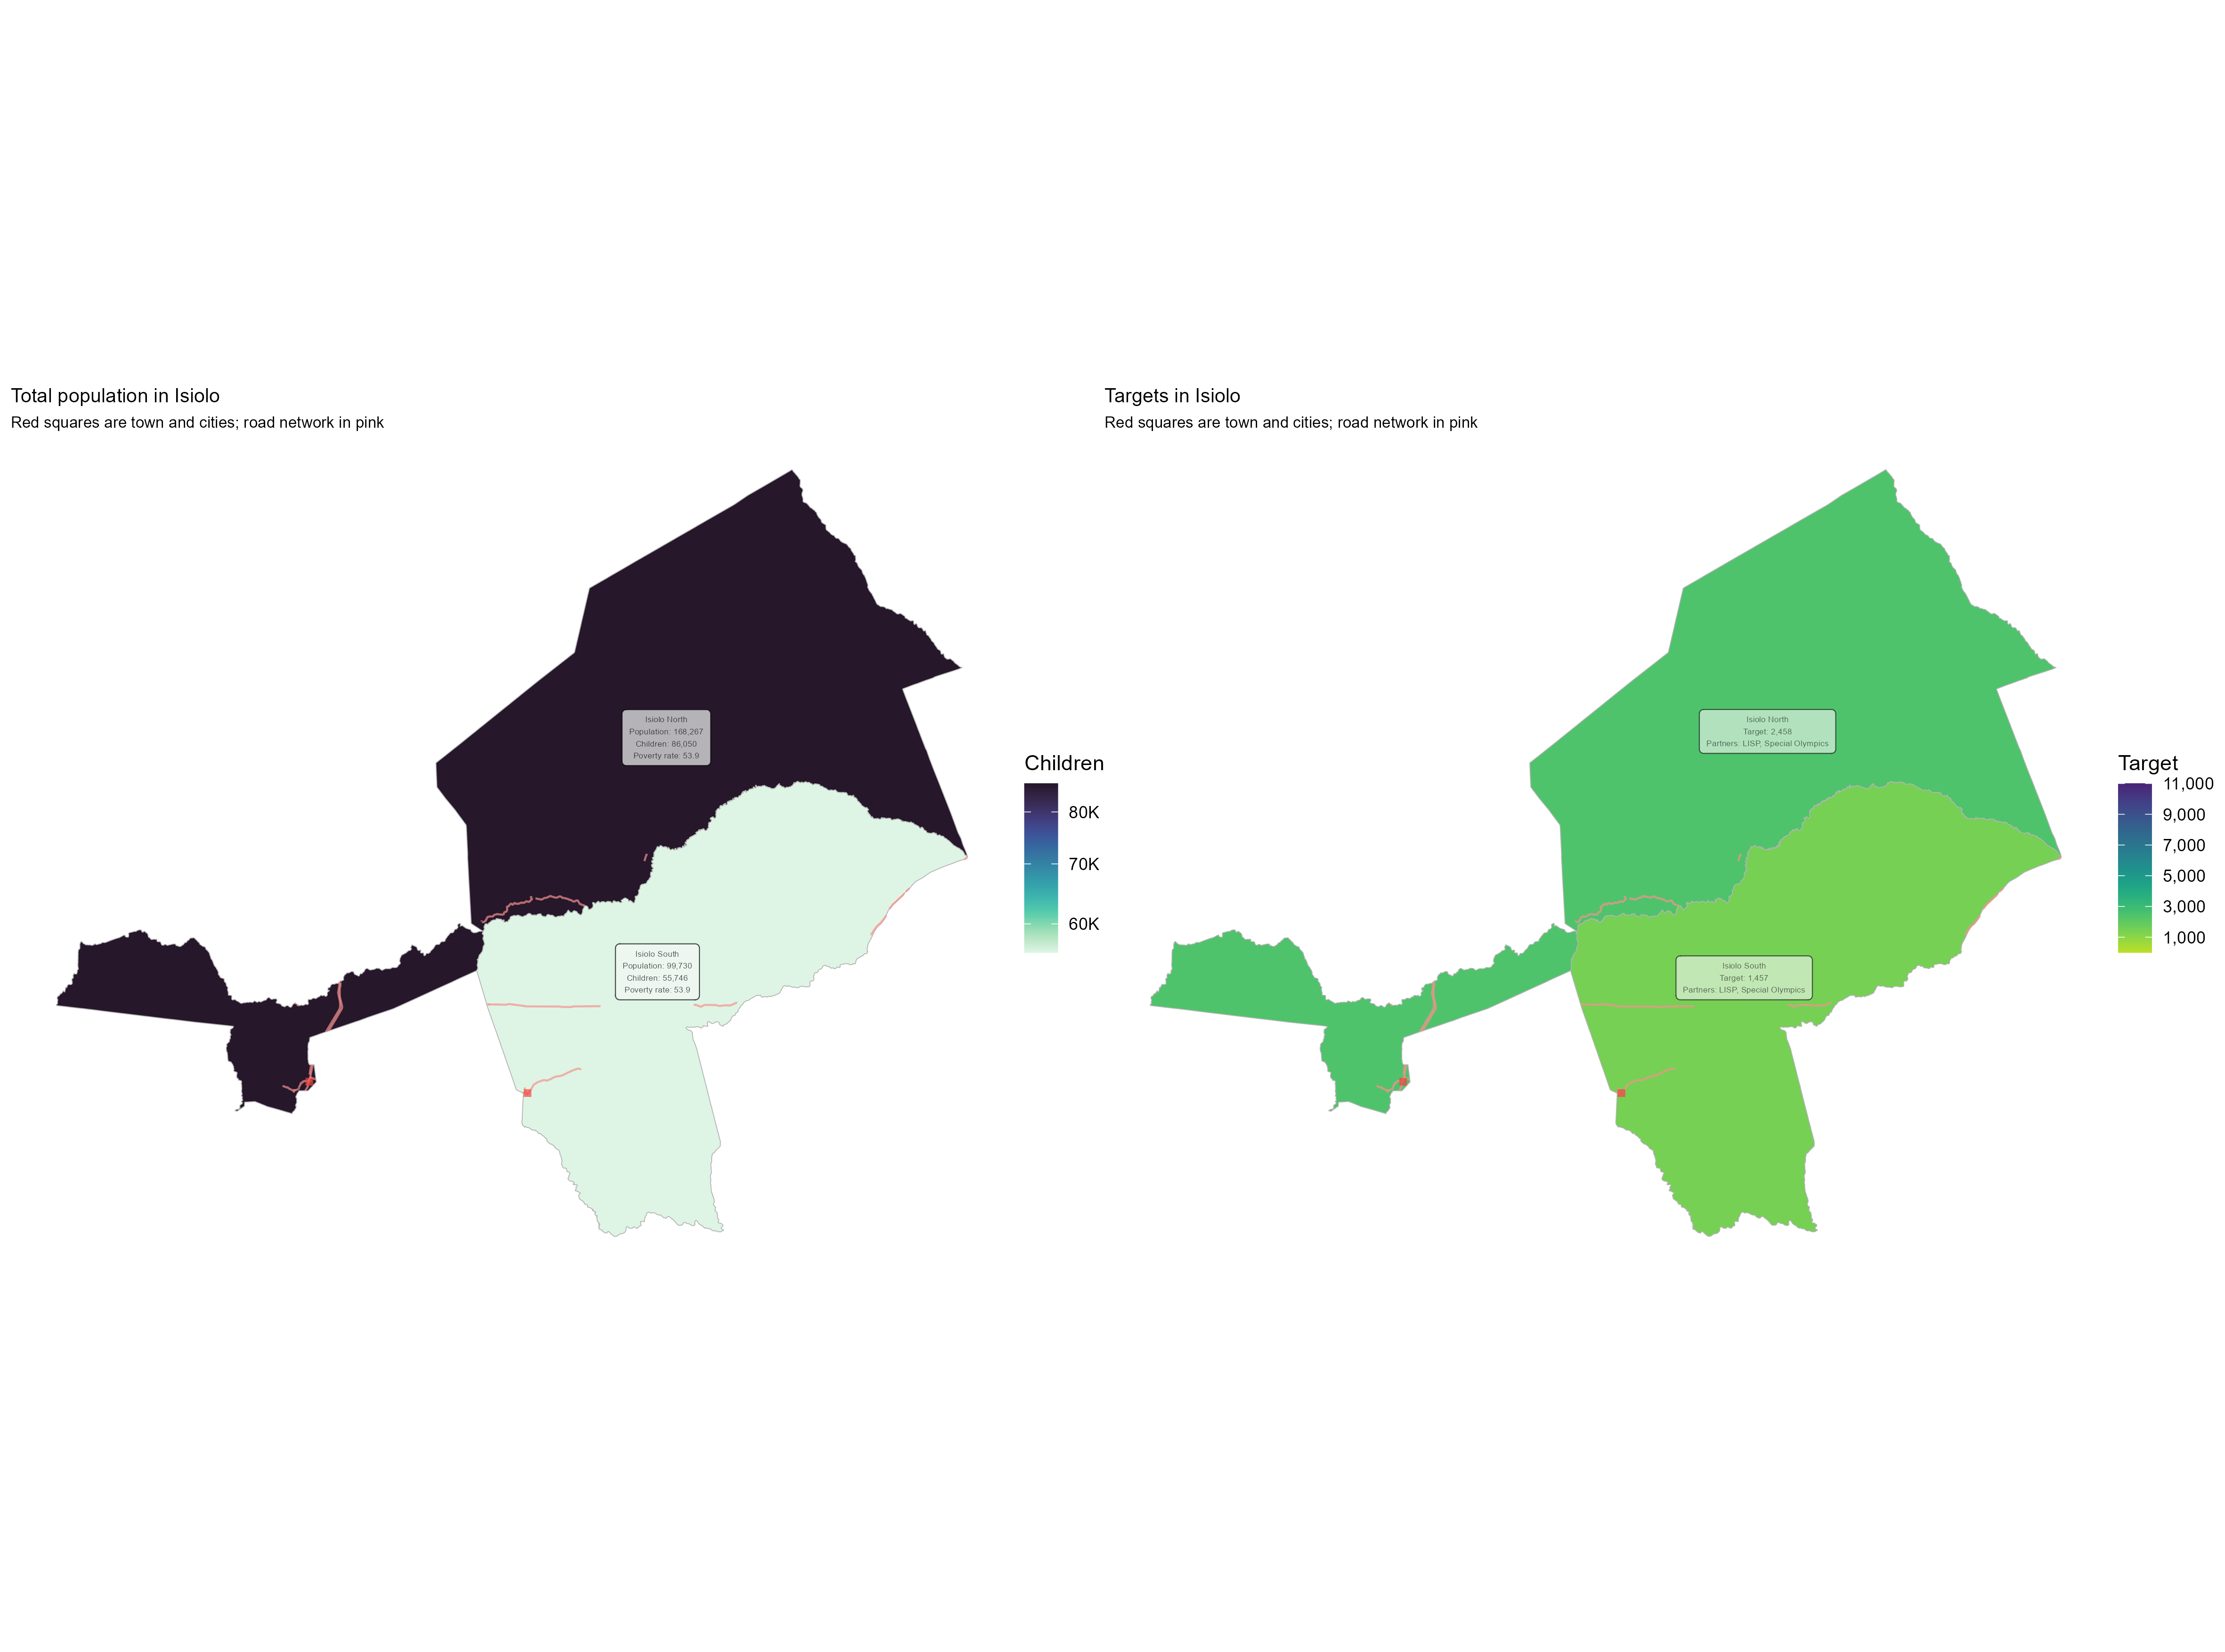 Total population in Isiolo
Red squares are town and cities; road network in pink
Isiolo North
Population: 168,267
Children: 86,050
Poverty rate: 53.9
Isiolo South
Population: 99,730
Children: 55,746
Poverty rate: 53.9
Children
80K
70K
60K
Targets in Isiolo
Red squares are town and cities; road network in pink
Isiolo North
Target: 2,458
Partners: LISP, Special Olympics
Isiolo South
Target: 1,457
Partners: LISP, Special Olympics
Target
11,000
9,000
7,000
5,000
3,000
1,000